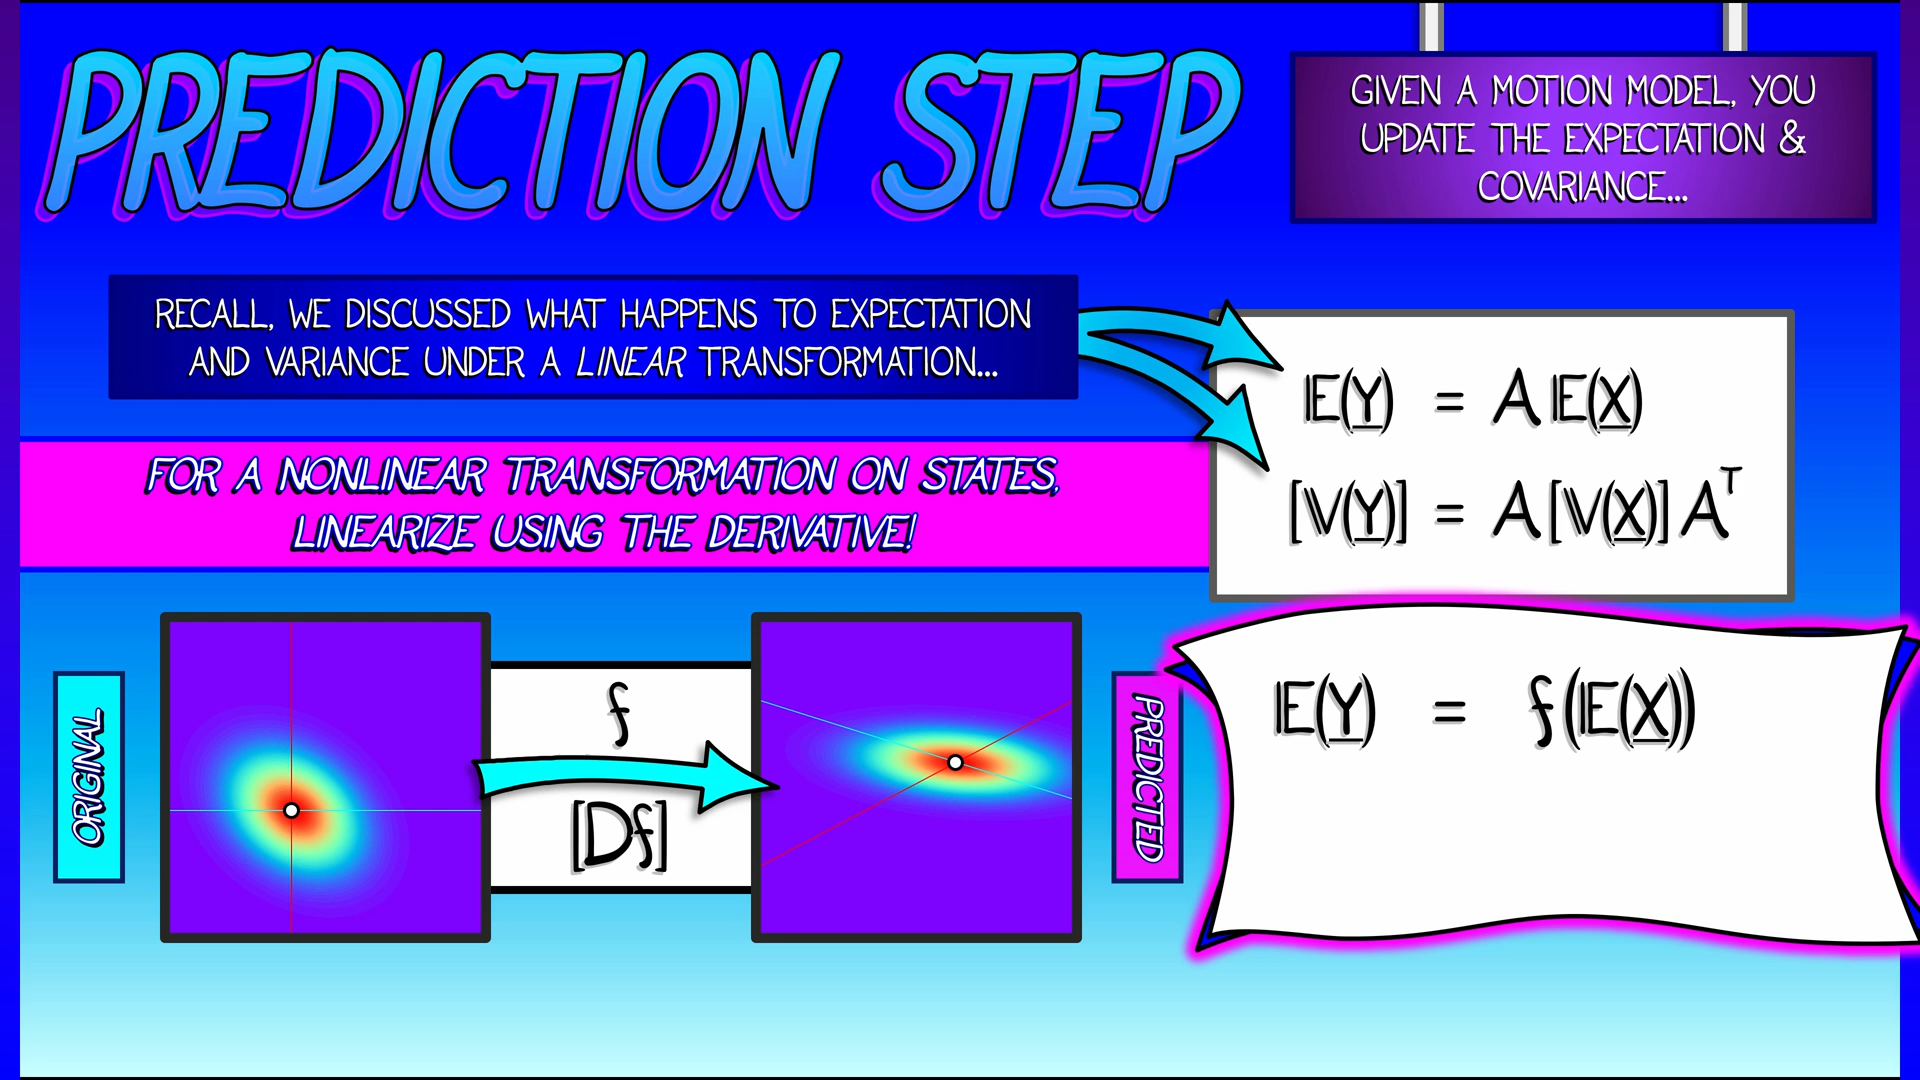 PREDICTION STEP
GIVEN A MOTION MODEL, YOU
UPDATE THE EXPECTATION &
COVARIANCE...
RECALL, WE DISCUSSED WHAT HAPPENS TO EXPECTATION
AND VARIANCE UNDER A LINEAR TRANSFORMATION...
𝔼(X̲) = A 𝔼(X̲)
[𝕍(Y̲)] = A [𝕍(X̲)] Aᵀ
FOR A NONLINEAR TRANSFORMATION ON STATES,
LINEARIZE USING THE DERIVATIVE!
ORIGINAL
f
[Df]
PREDICTED
𝔼(Y̲) = f(𝔼(X̲))